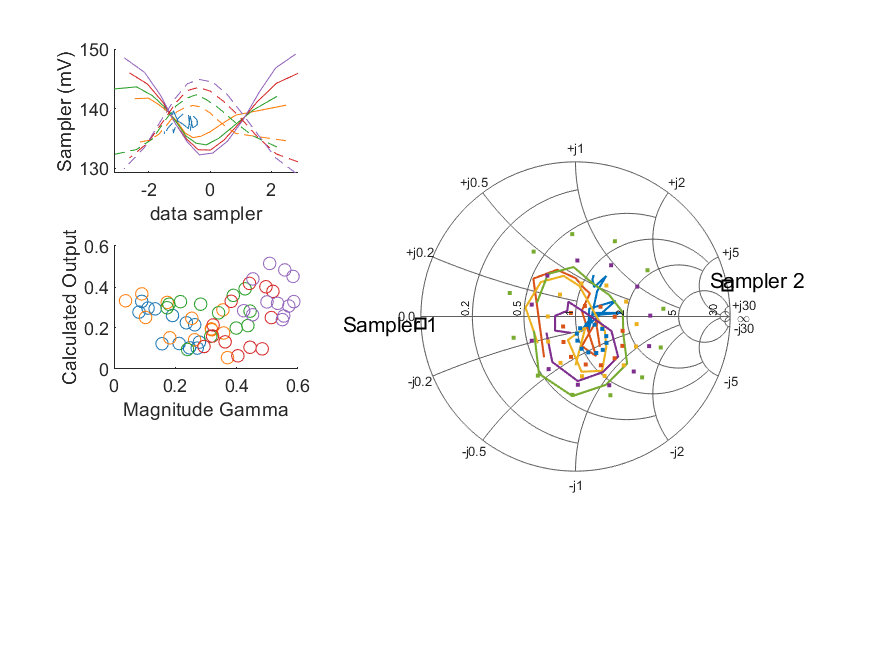 150
140
130
Sampler (mV)
-2 0 2
data sampler
0.6
0.4
0.2
0
Calculated Output
0 0.2 0.4 0.6
Magnitude Gamma
+j1
+j0.5
+j2
+j0.2
+j5
Sampler 2
0.0
0.2
0.5
1
2
5
30
+j30
∞
-j30
Sampler 1
-j0.2
-j5
-j0.5
-j2
-j1